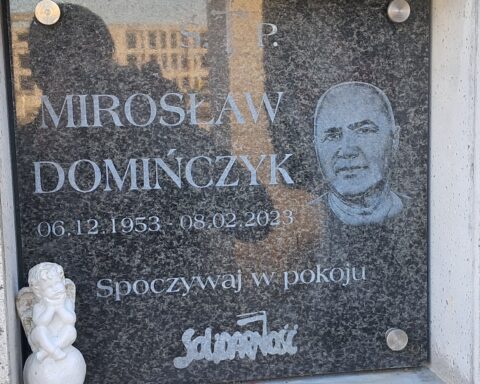 Ś. P.
MIROSŁAW
DOMIŃCZYK
06.12.1953 - 08.02.2023
Spoczywaj w pokoju
SOLIDARNOŚĆ